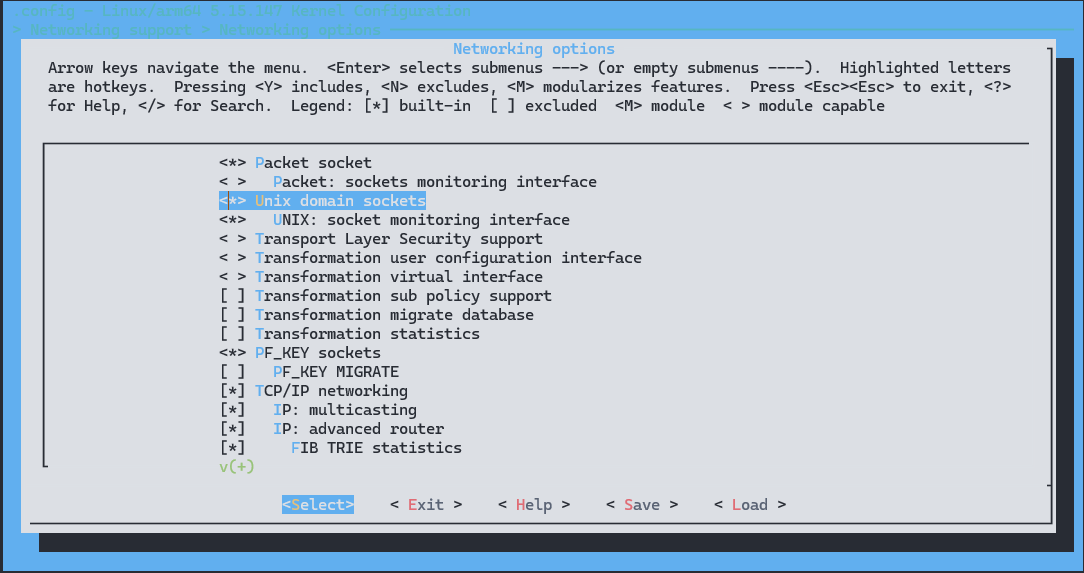 .config - Linux/arm64 5.15.147 Kernel Configuration
> Networking support > Networking options
Networking options
Arrow keys navigate the menu.  <Enter> selects submenus ---> (or empty submenus ----).  Highlighted letters
are hotkeys.  Pressing <Y> includes, <N> excludes, <M> modularizes features.  Press <Esc><Esc> to exit, <?>
for Help, </> for Search.  Legend: [*] built-in  [ ] excluded  <M> module  < > module capable
<*> Packet socket
< >   Packet: sockets monitoring interface
<*> Unix domain sockets
<*>   UNIX: socket monitoring interface
< > Transport Layer Security support
< > Transformation user configuration interface
< > Transformation virtual interface
[ ] Transformation sub policy support
[ ] Transformation migrate database
[ ] Transformation statistics
<*> PF_KEY sockets
[ ]   PF_KEY MIGRATE
[*] TCP/IP networking
[*]   IP: multicasting
[*]   IP: advanced router
[*]     FIB TRIE statistics
v(+)
<Select>    < Exit >    < Help >    < Save >    < Load >